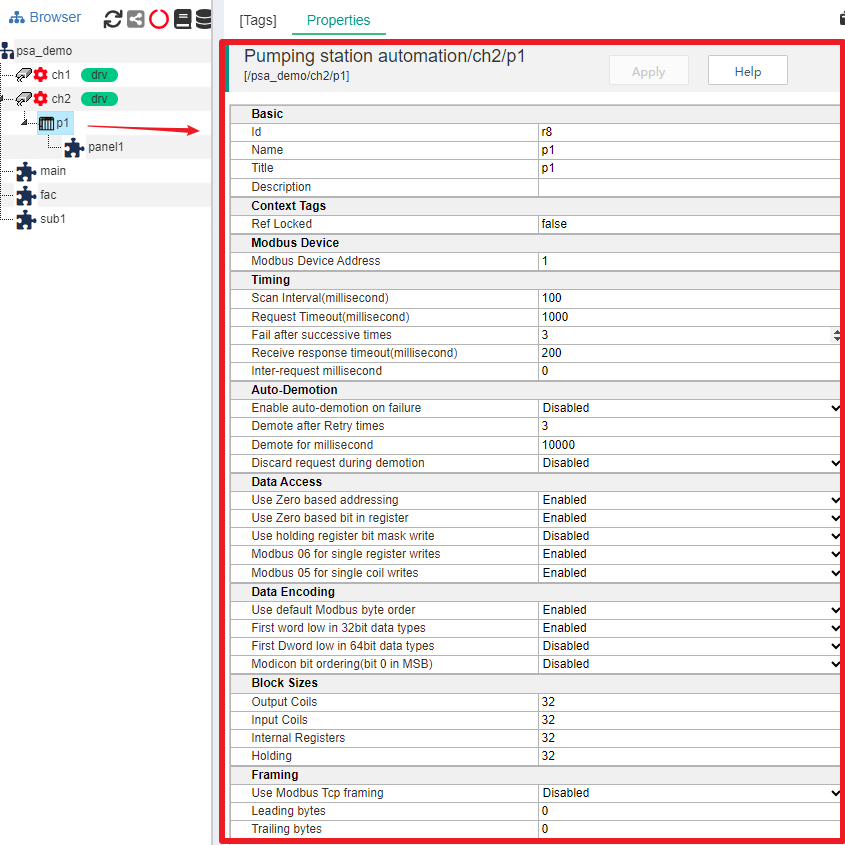 Browser
psa_demo
ch1 drv
ch2 drv
p1
panel1
main
fac
sub1
[Tags] Properties
Pumping station automation/ch2/p1
[/psa_demo/ch2/p1]
Apply Help
Basic
Id r8
Name p1
Title p1
Description
Context Tags
Ref Locked false
Modbus Device
Modbus Device Address 1
Timing
Scan Interval(millisecond) 100
Request Timeout(millisecond) 1000
Fail after successive times 3
Receive response timeout(millisecond) 200
Inter-request millisecond 0
Auto-Demotion
Enable auto-demotion on failure Disabled
Demote after Retry times 3
Demote for millisecond 10000
Discard request during demotion Disabled
Data Access
Use Zero based addressing Enabled
Use Zero based bit in register Enabled
Use holding register bit mask write Disabled
Modbus 06 for single register writes Enabled
Modbus 05 for single coil writes Enabled
Data Encoding
Use default Modbus byte order Enabled
First word low in 32bit data types Enabled
First Dword low in 64bit data types Disabled
Modicon bit ordering(bit 0 in MSB) Disabled
Block Sizes
Output Coils 32
Input Coils 32
Internal Registers 32
Holding 32
Framing
Use Modbus Tcp framing Disabled
Leading bytes 0
Trailing bytes 0